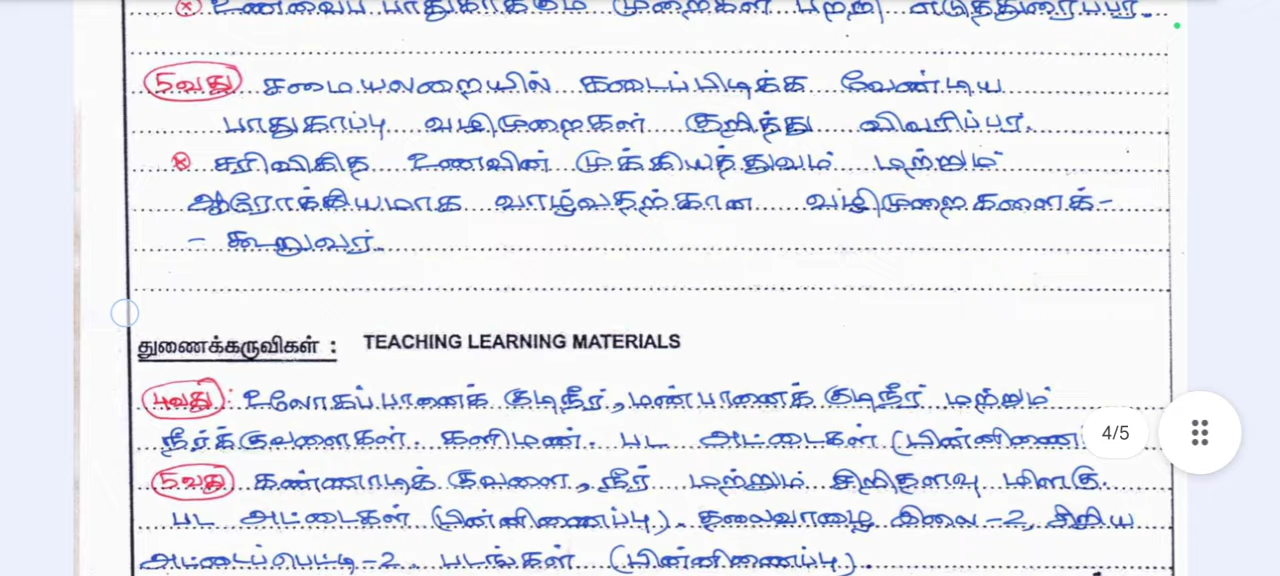 உணவைப் பாதுகாக்கும் முறைகள் பற்றி எடுத்துரைப்பர்.
5வது சமையலறையில் கடைப்பிடிக்க வேண்டிய
பாதுகாப்பு வழிமுறைகள் குறித்து விவரிப்பர்.
சரிவிகித உணவின் முக்கியத்துவம் மற்றும்
ஆரோக்கியமாக வாழ்வதற்கான வழிமுறைகளைக்-
- கூறுவர்.
துணைக்கருவிகள் : TEACHING LEARNING MATERIALS
4வது: உலோகப்பானைக் குடிநீர், மண்பானைக் குடிநீர் மற்றும்
நீர்க்குவளைகள். களிமண். பட அட்டைகள் (பின்னிணை
4/5
5வது கண்ணாடிக் குவளை, நீர் மற்றும் சிறிதளவு மிளகு.
பட அட்டைகள் (பின்னிணைப்பு). தலைவாழை இலை-2, சிறிய
அட்டைப்பெட்டி-2. படங்கள் (பின்னிணைப்பு).